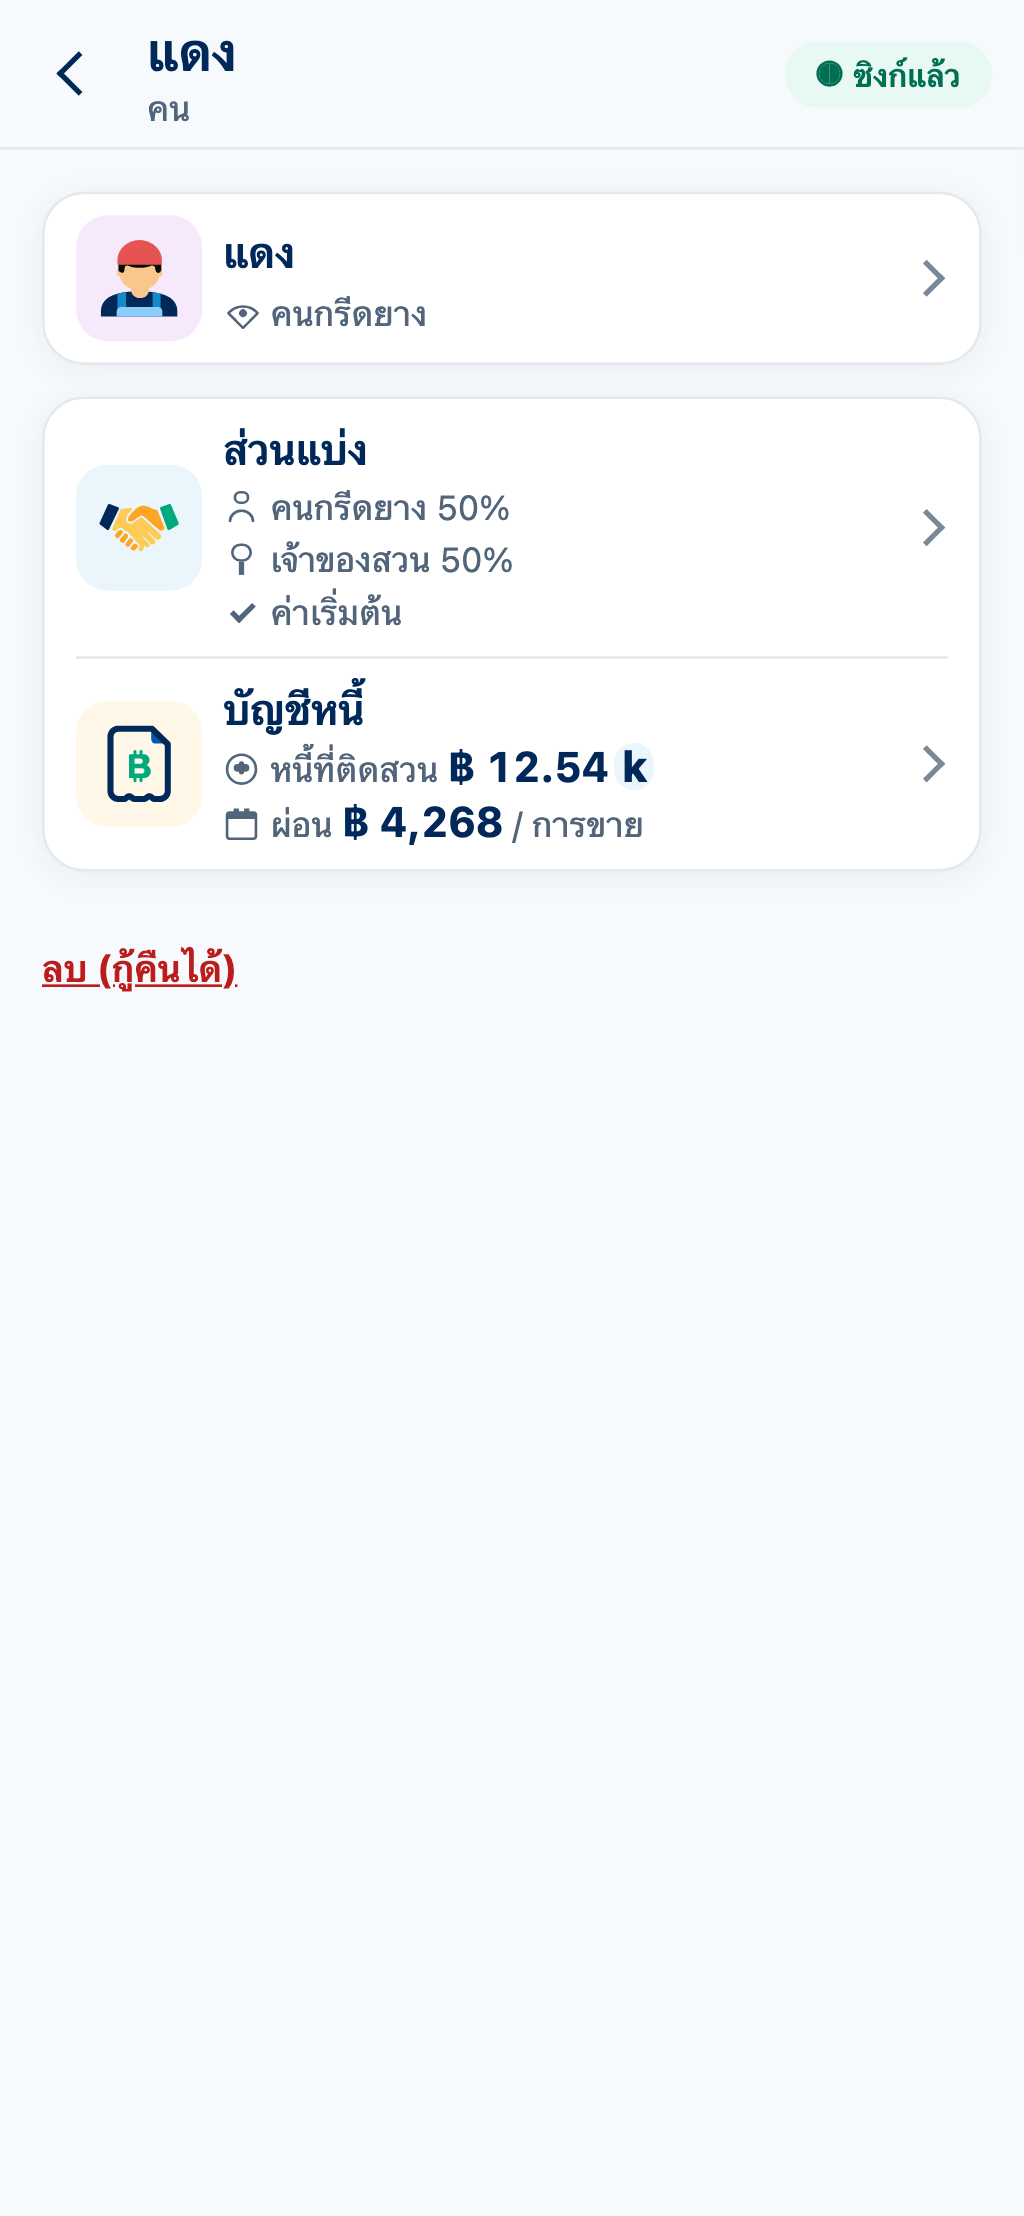 แดง
คน
ซิงก์แล้ว
แดง
คนกรีดยาง
ส่วนแบ่ง
คนกรีดยาง 50%
เจ้าของสวน 50%
ค่าเริ่มต้น
บัญชีหนี้
หนี้ที่ติดสวน ฿ 12.54 k
ผ่อน ฿ 4,268 / การขาย
ลบ (กู้คืนได้)